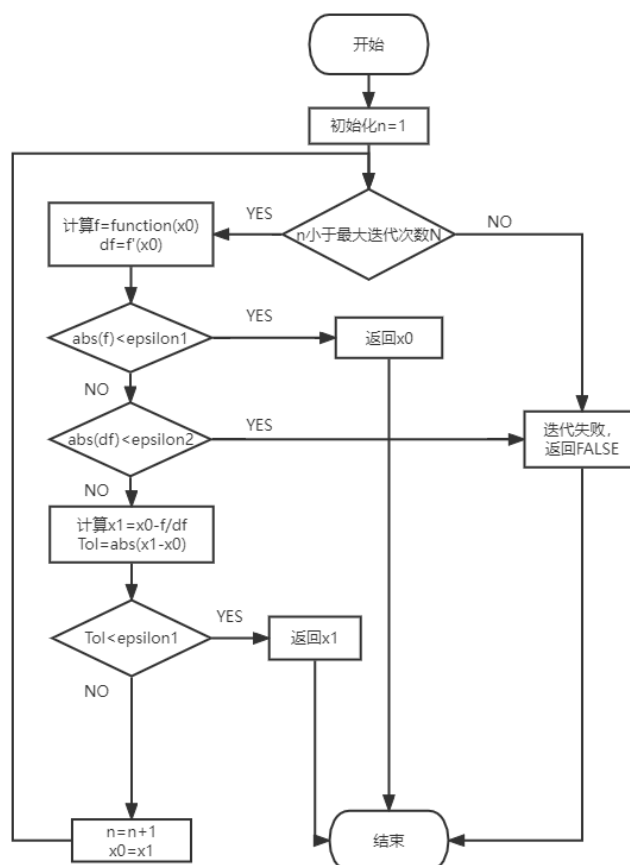 开始
初始化n=1
n小于最大迭代次数N
YES
NO
计算f=function(x0)
df=f'(x0)
abs(f)<epsilon1
YES
返回x0
NO
abs(df)<epsilon2
YES
迭代失败，
返回FALSE
NO
计算x1=x0-f/df
Tol=abs(x1-x0)
Tol<epsilon1
YES
返回x1
NO
n=n+1
x0=x1
结束